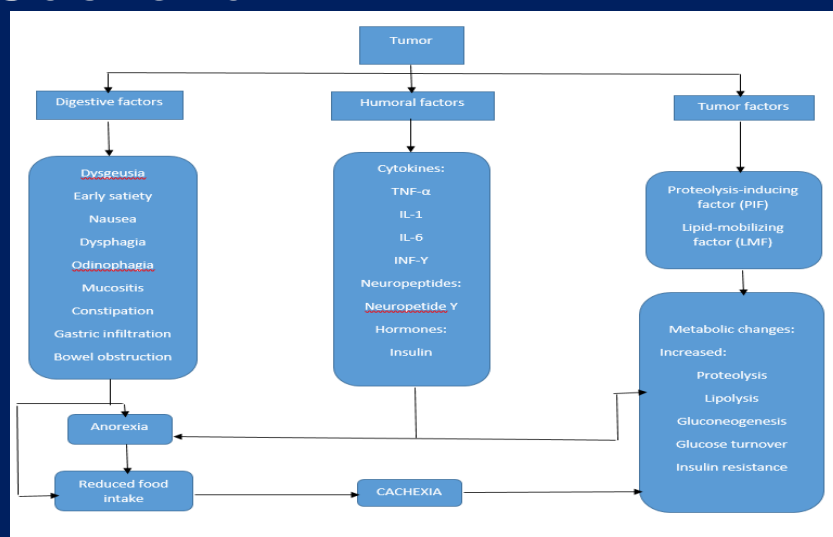 Tumor
Digestive factors
Humoral factors
Tumor factors
Dysgeusia
Early satiety
Nausea
Dysphagia
Odinophagia
Mucositis
Constipation
Gastric infiltration
Bowel obstruction
Cytokines:
TNF-α
IL-1
IL-6
INF-Y
Neuropeptides:
Neuropetide Y
Hormones:
Insulin
Proteolysis-inducing
factor (PIF)
Lipid-mobilizing
factor (LMF)
Metabolic changes:
Increased:
Proteolysis
Lipolysis
Gluconeogenesis
Glucose turnover
Insulin resistance
Anorexia
Reduced food
intake
CACHEXIA